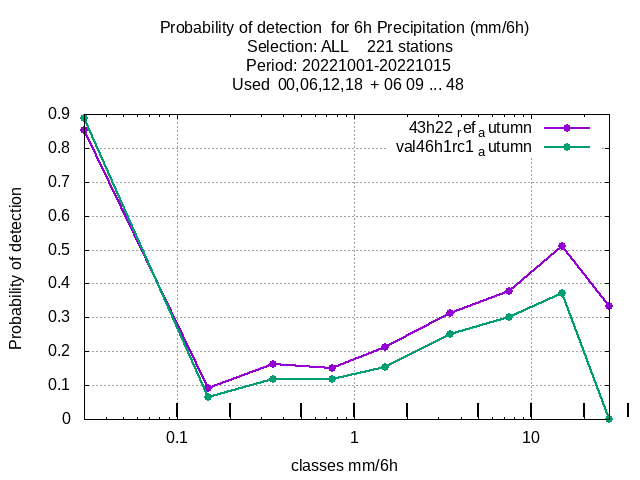 Probability of detection  for 6h Precipitation (mm/6h)
Selection: ALL    221 stations
Period: 20221001-20221015
Used  00,06,12,18  + 06 09 ... 48
43h22 ref autumn
val46h1rc1 autumn
0.9
0.8
0.7
0.6
0.5
0.4
0.3
0.2
0.1
0
Probability of detection
0.1 1 10
classes mm/6h